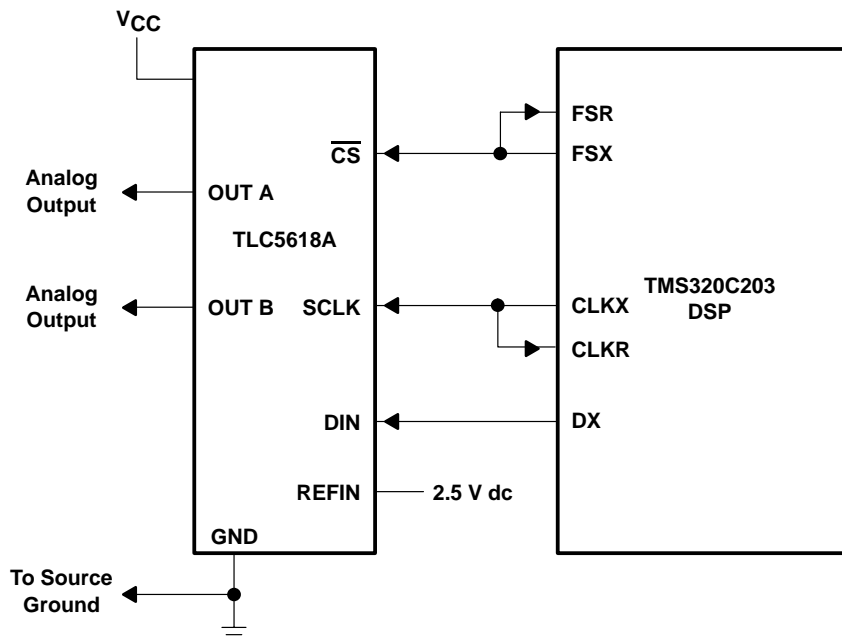 VCC
FSR
CS
FSX
Analog
Output
OUT A
TLC5618A
Analog
Output
OUT B
SCLK
CLKX
TMS320C203
DSP
CLKR
DIN
DX
REFIN
2.5 V dc
GND
To Source
Ground